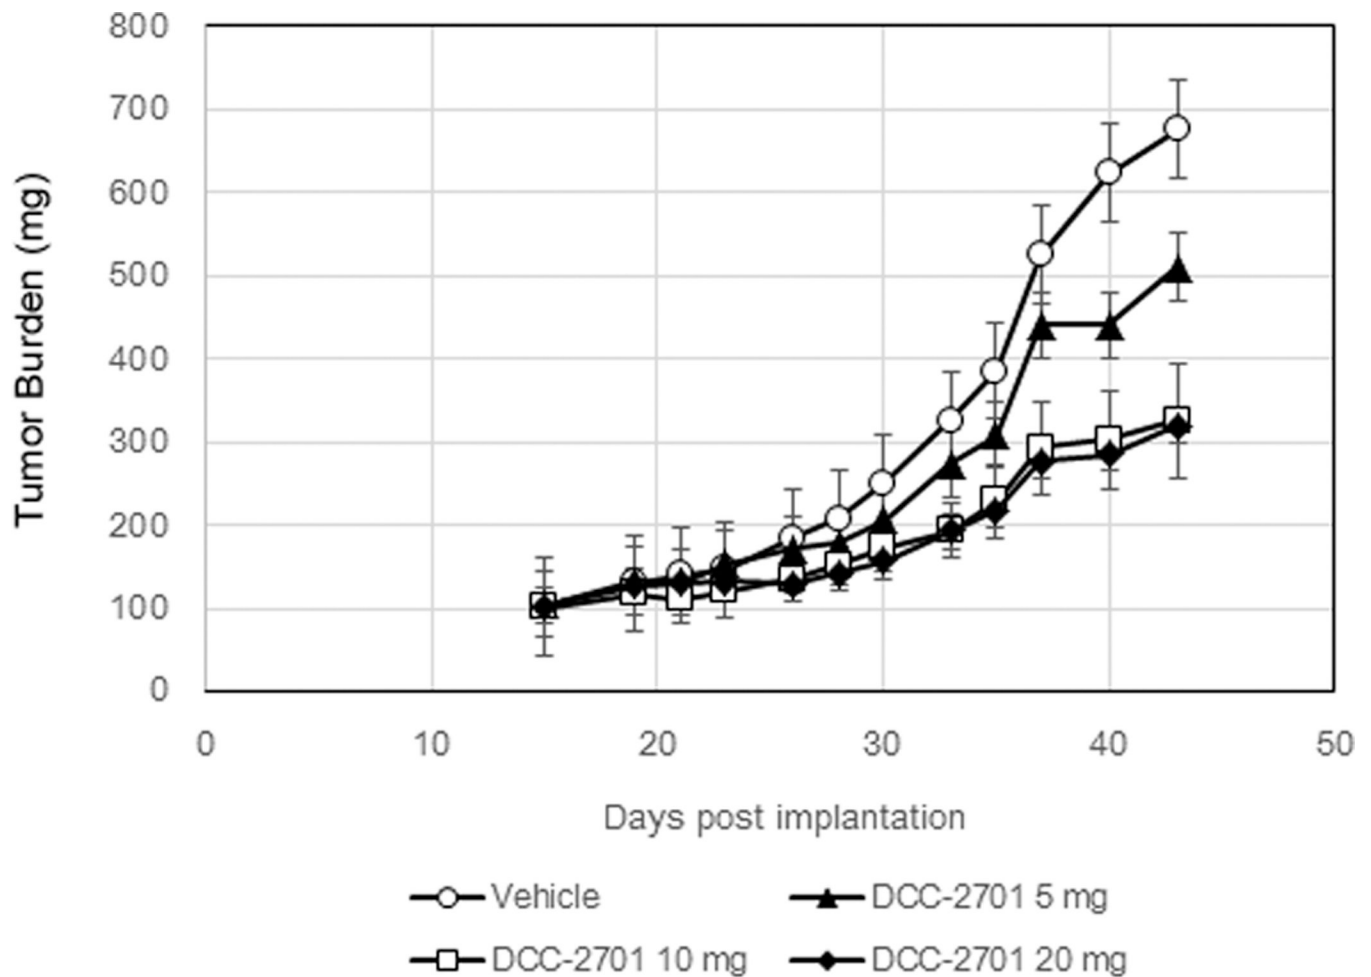 800
700
600
500
400
300
200
100
0
Tumor Burden (mg)
0 10 20 30 40 50
Days post implantation
Vehicle DCC-2701 5 mg
DCC-2701 10 mg DCC-2701 20 mg